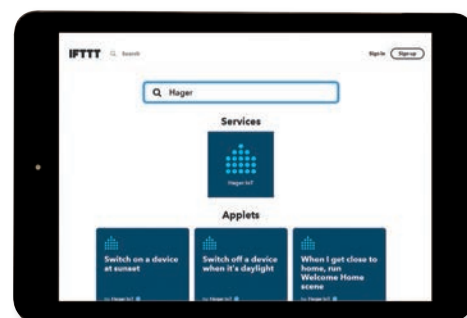 IFTTT Search Sign in Sign up
Hager
Services
Hager IoT
Applets
Switch on a device
at sunset
Switch off a device
when it's daylight
When I get close to
home, run
Welcome Home
scene
by Hager IoT
by Hager IoT
by Hager IoT